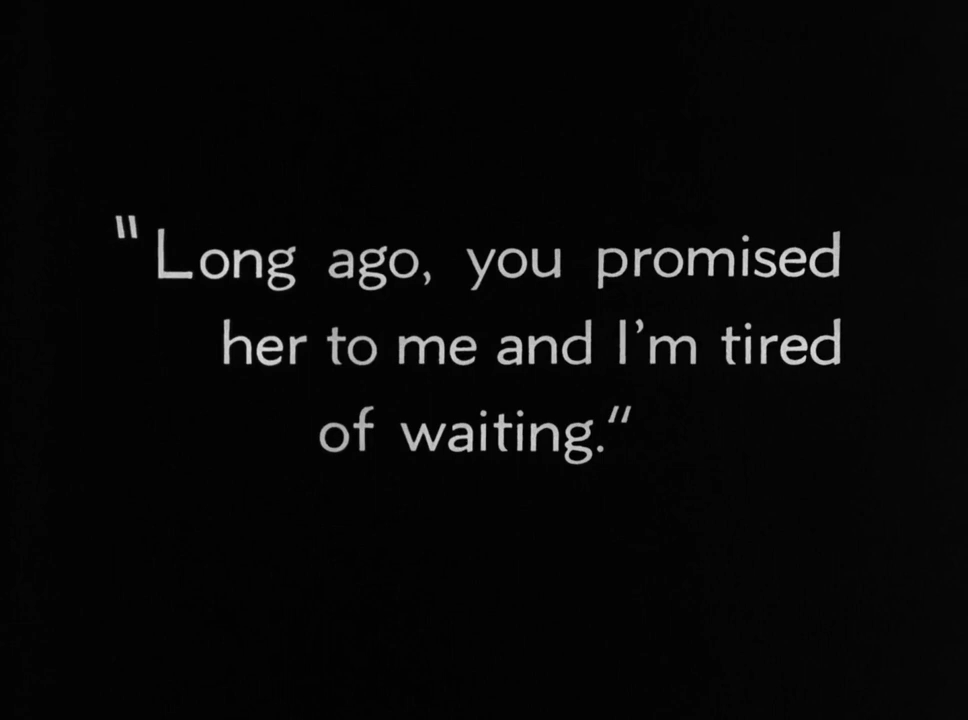 "Long ago, you promised
her to me and I'm tired
of waiting."